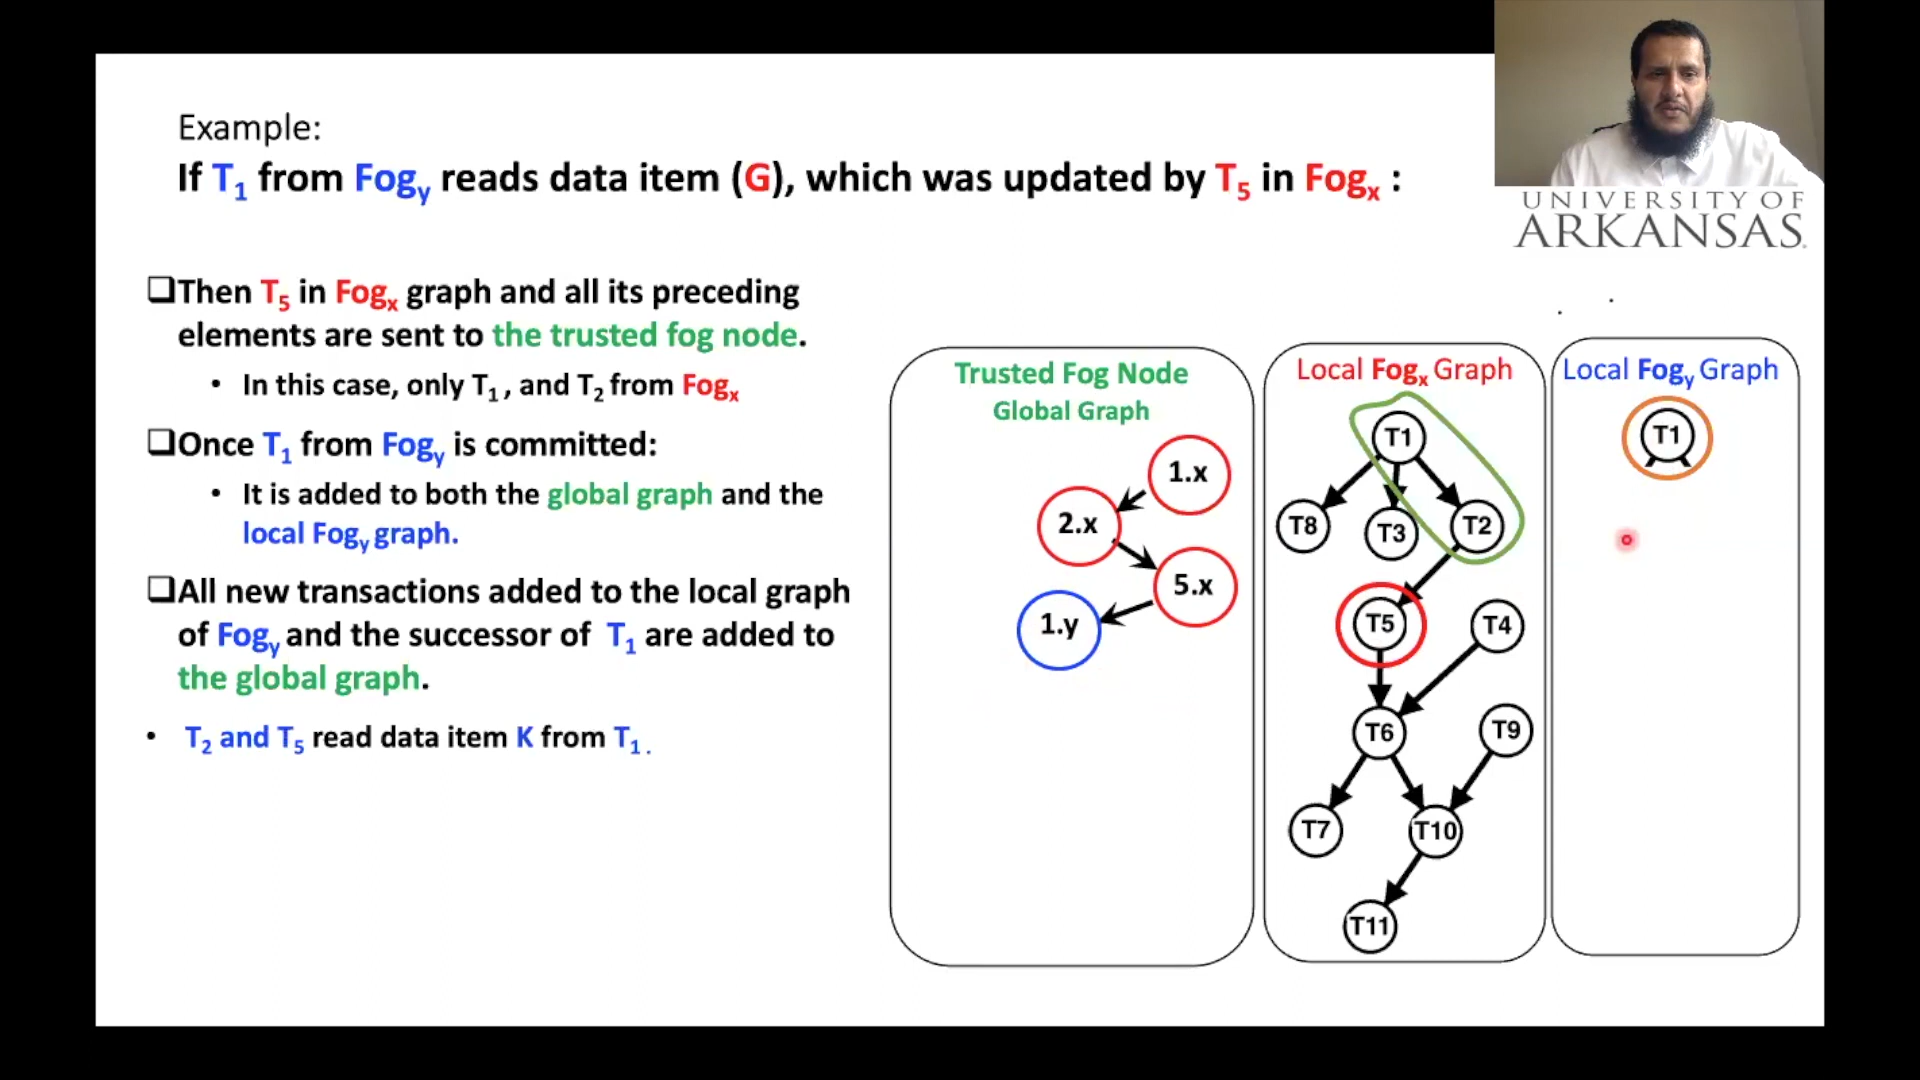 Example:
If T1 from Fogy reads data item (G), which was updated by T5 in Fogx :
UNIVERSITY OF
ARKANSAS
❑Then T5 in Fogx graph and all its preceding
elements are sent to the trusted fog node.
• In this case, only T1 , and T2 from Fogx
❑Once T1 from Fogy is committed:
• It is added to both the global graph and the
local Fogy graph.
❑All new transactions added to the local graph
of Fogy and the successor of T1 are added to
the global graph.
• T2 and T5 read data item K from T1 .
Trusted Fog Node
Global Graph
1.x
2.x
5.x
1.y
Local Fogx Graph
T1
T8
T3
T2
T5
T4
T6
T9
T7
T10
T11
Local Fogy Graph
T1